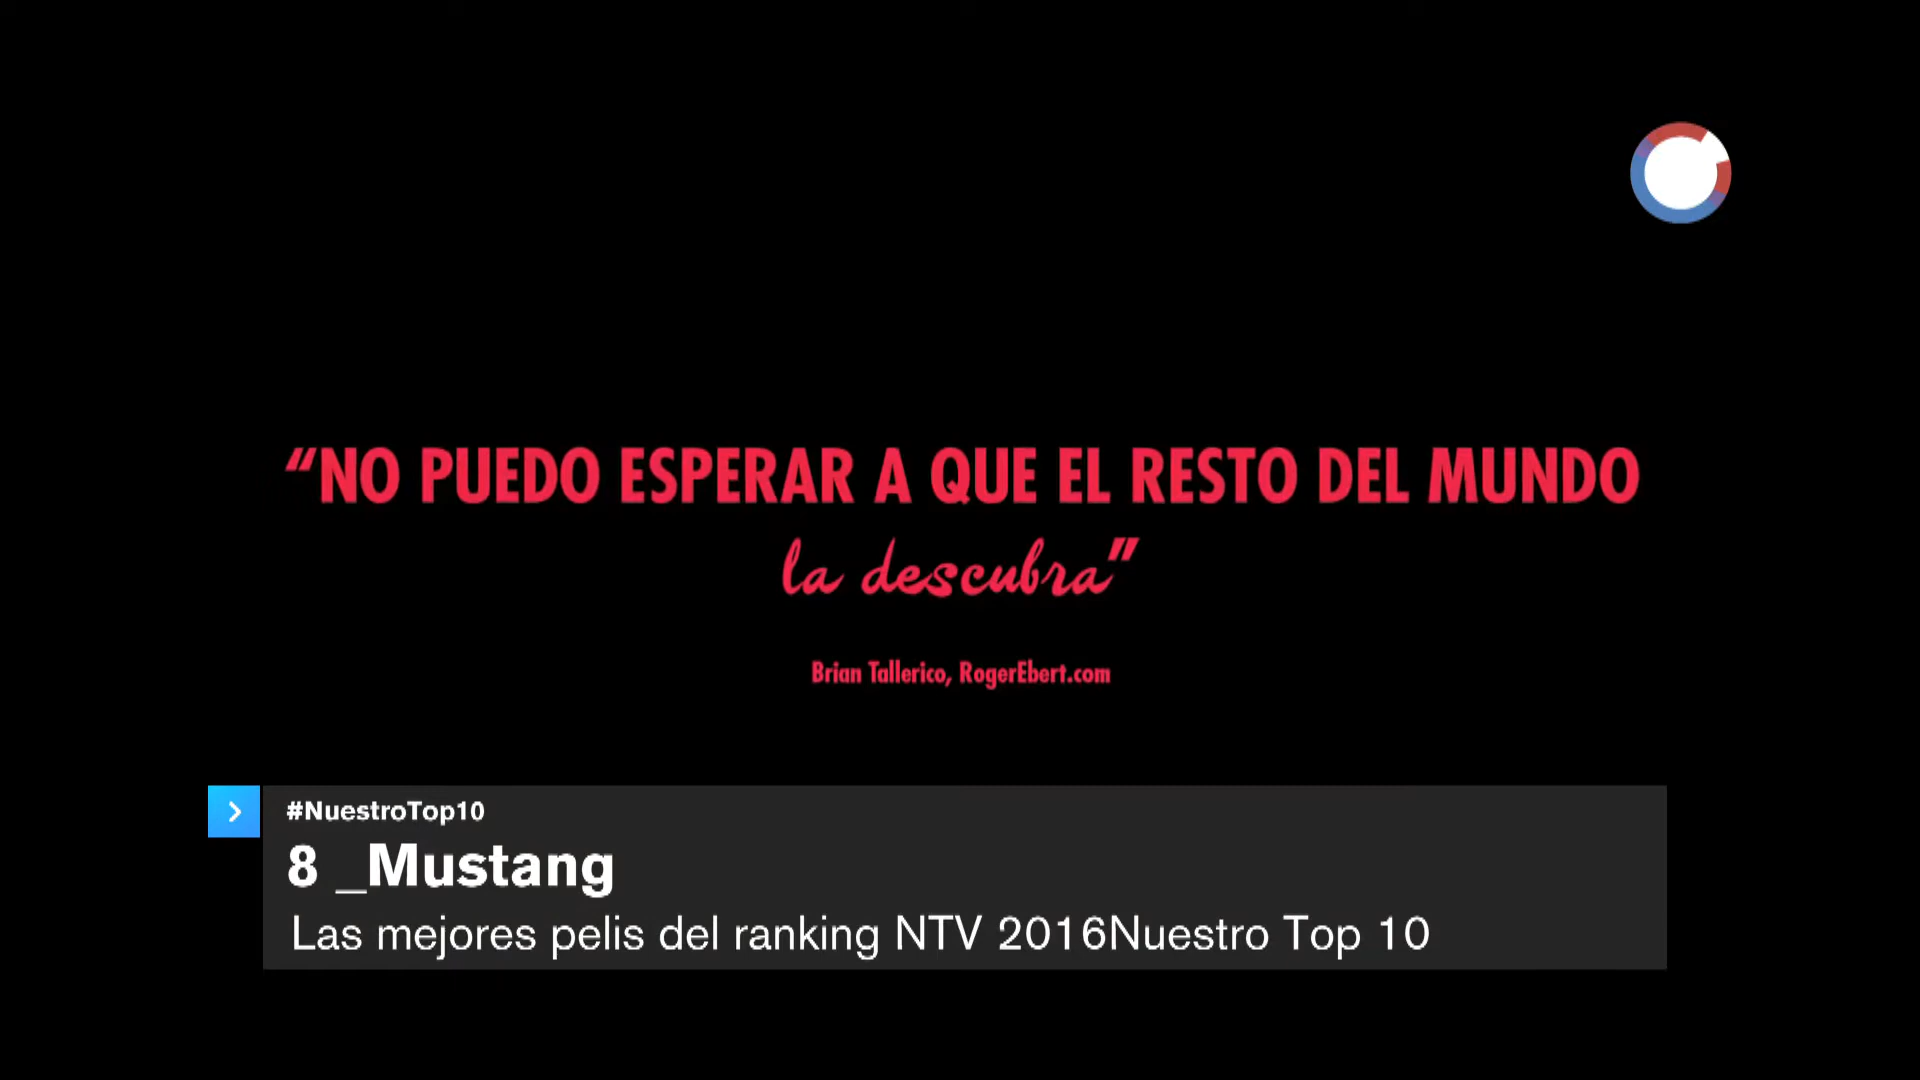 “NO PUEDO ESPERAR A QUE EL RESTO DEL MUNDO
la descubra”
Brian Tallerico, RogerEbert.com
#NuestroTop10
8 _Mustang
Las mejores pelis del ranking NTV 2016Nuestro Top 10